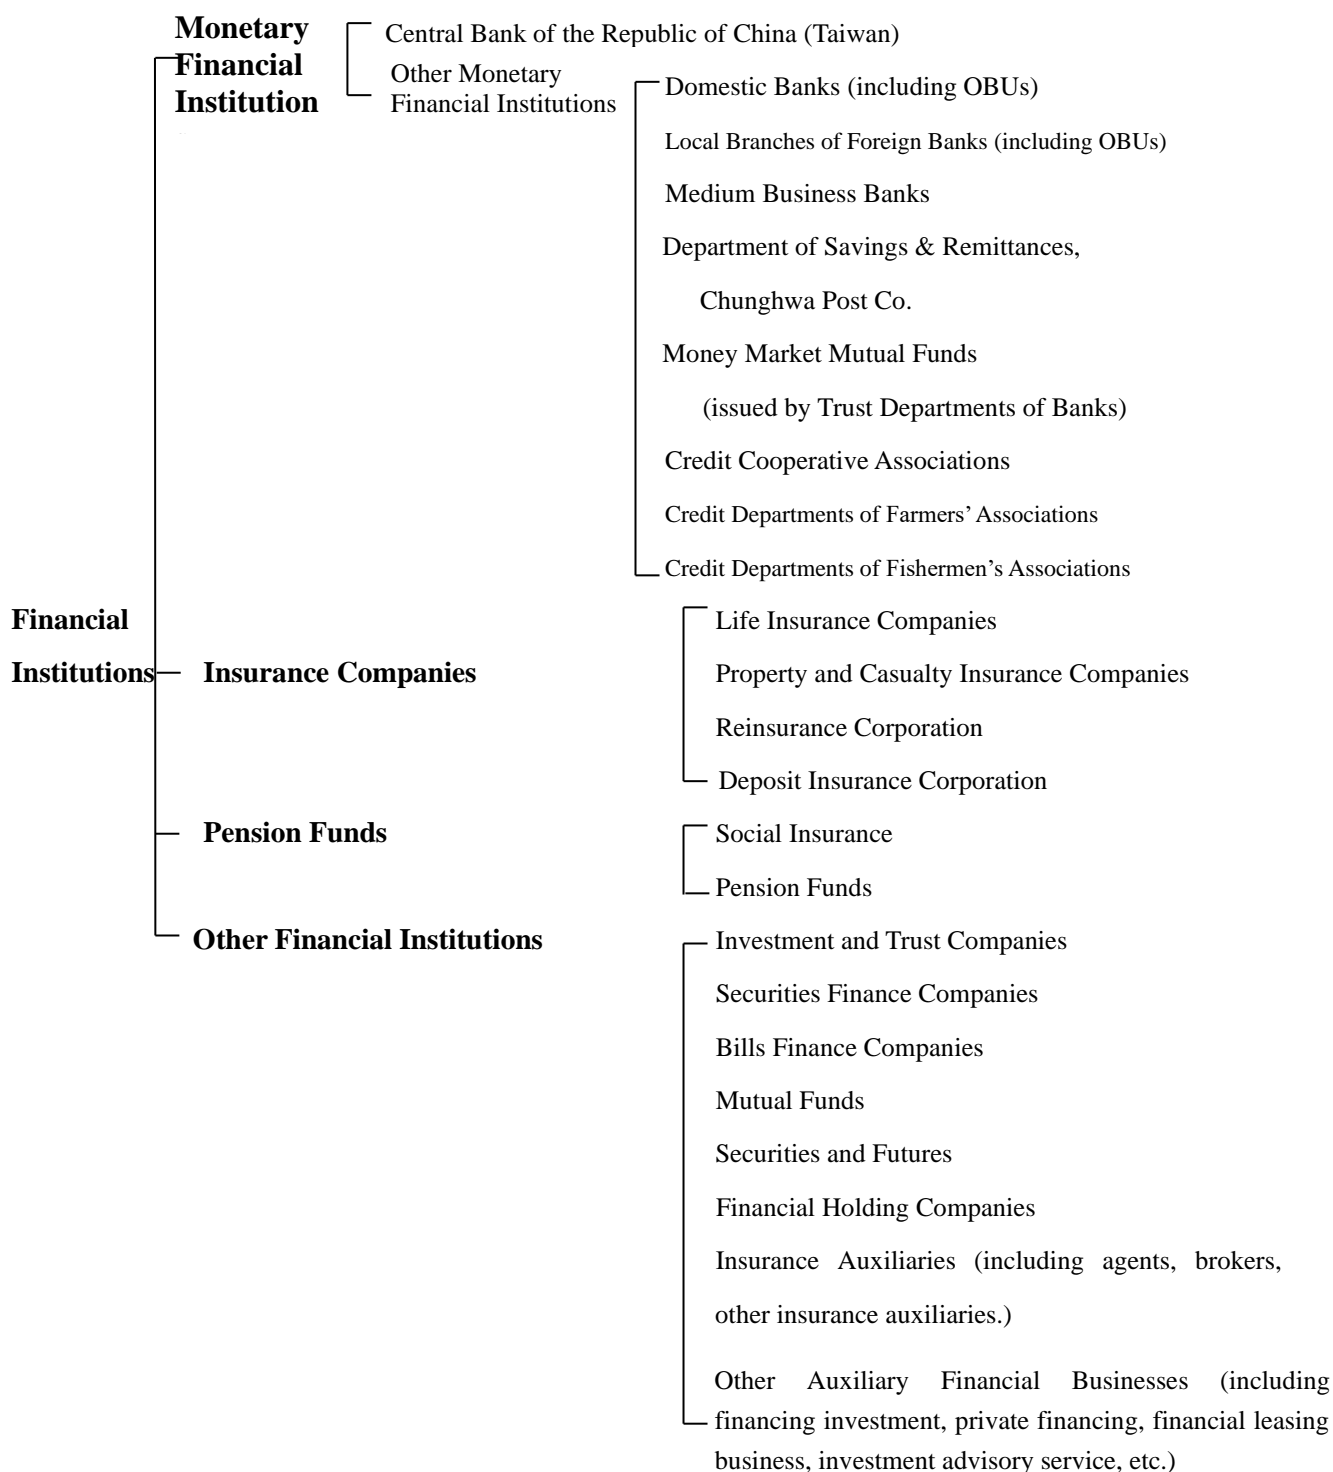 Monetary
Financial
Institution
Central Bank of the Republic of China (Taiwan)
Other Monetary
Financial Institutions
Domestic Banks (including OBUs)
Local Branches of Foreign Banks (including OBUs)
Medium Business Banks
Department of Savings & Remittances,
Chunghwa Post Co.
Money Market Mutual Funds
(issued by Trust Departments of Banks)
Credit Cooperative Associations
Credit Departments of Farmers’ Associations
Credit Departments of Fishermen’s Associations
Financial
Institutions
Insurance Companies
Life Insurance Companies
Property and Casualty Insurance Companies
Reinsurance Corporation
Deposit Insurance Corporation
Pension Funds
Social Insurance
Pension Funds
Other Financial Institutions
Investment and Trust Companies
Securities Finance Companies
Bills Finance Companies
Mutual Funds
Securities and Futures
Financial Holding Companies
Insurance Auxiliaries (including agents, brokers,
other insurance auxiliaries.)
Other Auxiliary Financial Businesses (including
financing investment, private financing, financial leasing
business, investment advisory service, etc.)